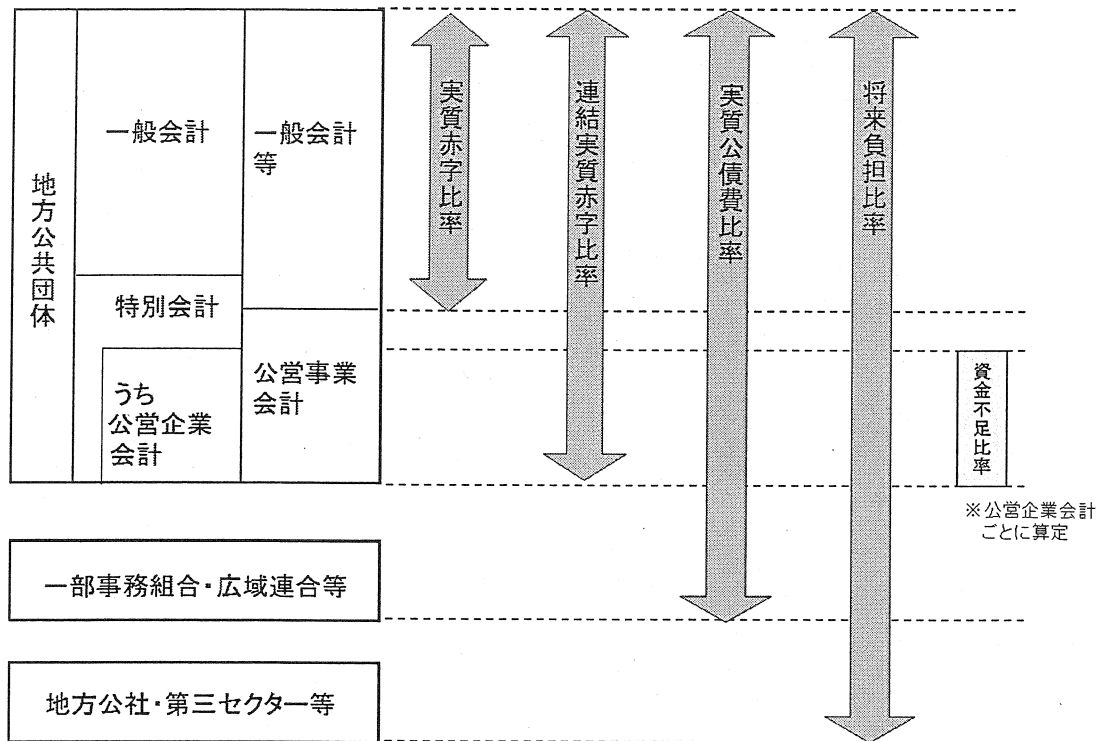 地方公共団体
一般会計
特別会計
うち
公営企業
会計
一般会計
等
公営事業
会計
実質赤字比率
連結実質赤字比率
実質公債費比率
将来負担比率
資金不足比率
※公営企業会計
ごとに算定
一部事務組合・広域連合等
地方公社・第三セクター等